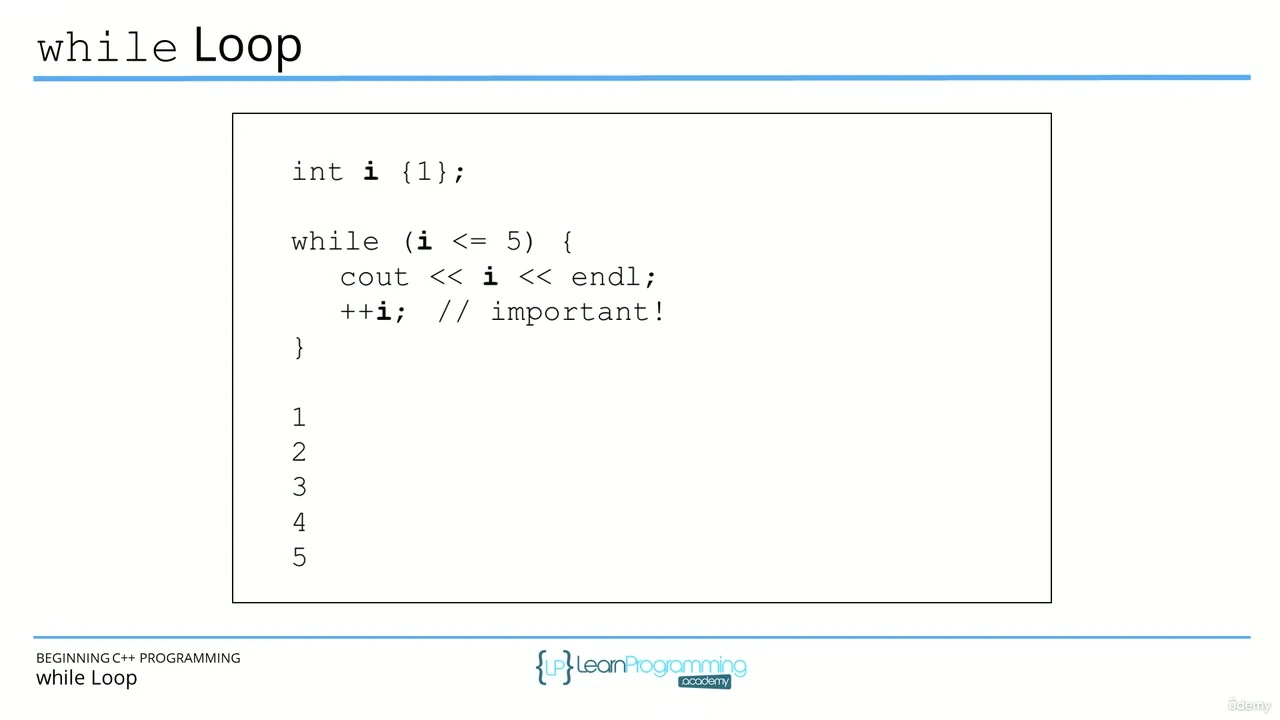 while Loop
int i {1};
while (i <= 5) {
cout << i << endl;
++i; // important!
}
1
2
3
4
5
BEGINNING C++ PROGRAMMING
while Loop
{LP} LearnProgramming
.academy
ûdemy